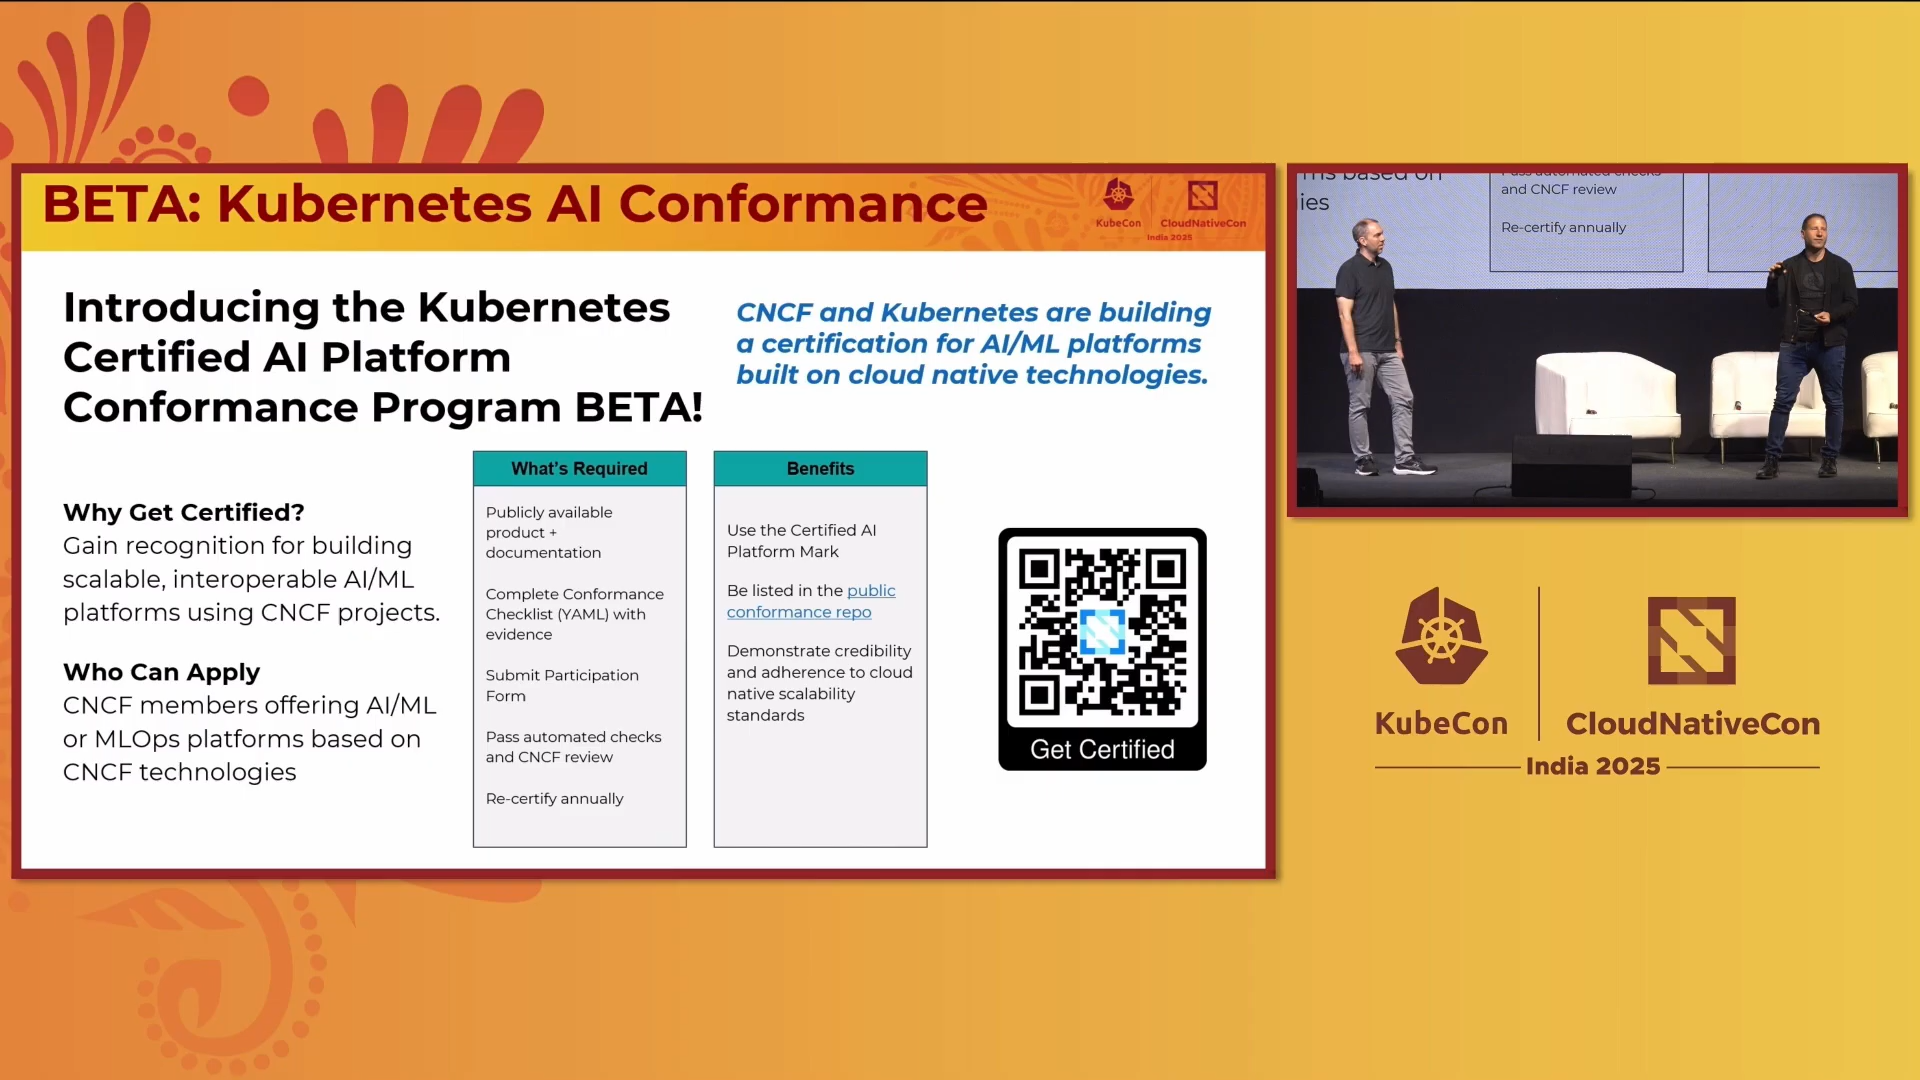 BETA: Kubernetes AI Conformance
KubeCon
CloudNativeCon
India 2025
Introducing the Kubernetes
Certified AI Platform
Conformance Program BETA!
CNCF and Kubernetes are building
a certification for AI/ML platforms
built on cloud native technologies.
Why Get Certified?
Gain recognition for building
scalable, interoperable AI/ML
platforms using CNCF projects.
Who Can Apply
CNCF members offering AI/ML
or MLOps platforms based on
CNCF technologies
What's Required
Publicly available
product +
documentation
Complete Conformance
Checklist (YAML) with
evidence
Submit Participation
Form
Pass automated checks
and CNCF review
Re-certify annually
Benefits
Use the Certified AI
Platform Mark
Be listed in the public
conformance repo
Demonstrate credibility
and adherence to cloud
native scalability
standards
Get Certified
ms based on
ies
Pass automated checks
and CNCF review
Re-certify annually
KubeCon
CloudNativeCon
India 2025